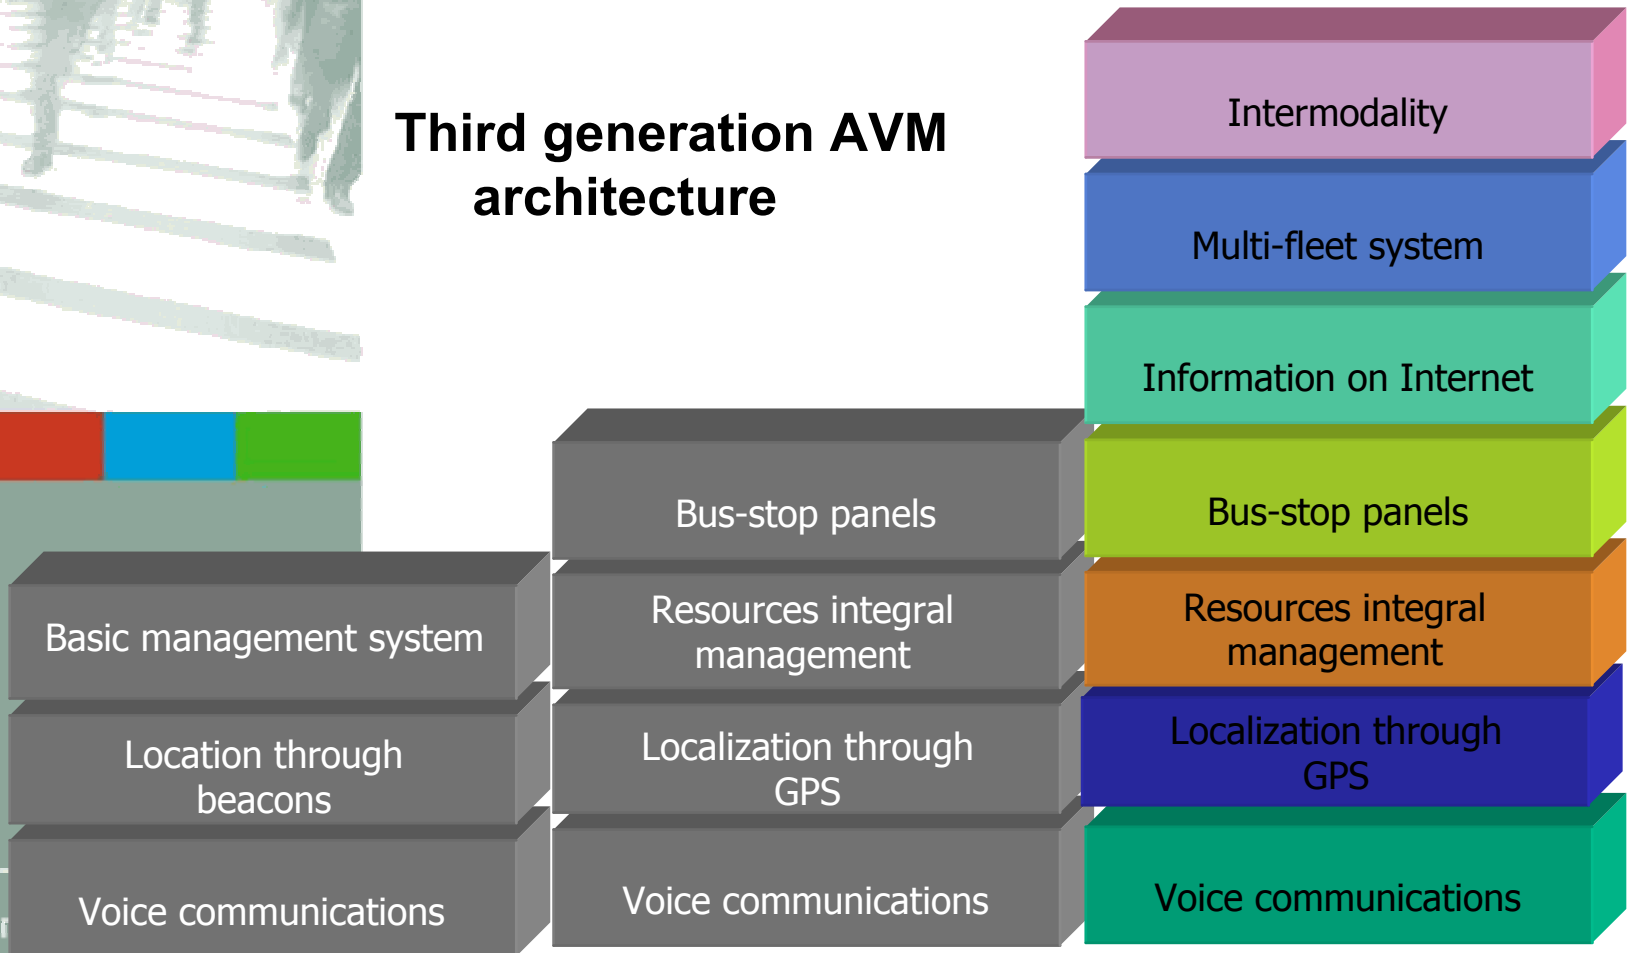 Third generation AVM
architecture
Basic management system
Location through
beacons
Voice communications
Bus-stop panels
Resources integral
management
Localization through
GPS
Voice communications
Intermodality
Multi-fleet system
Information on Internet
Bus-stop panels
Resources integral
management
Localization through
GPS
Voice communications